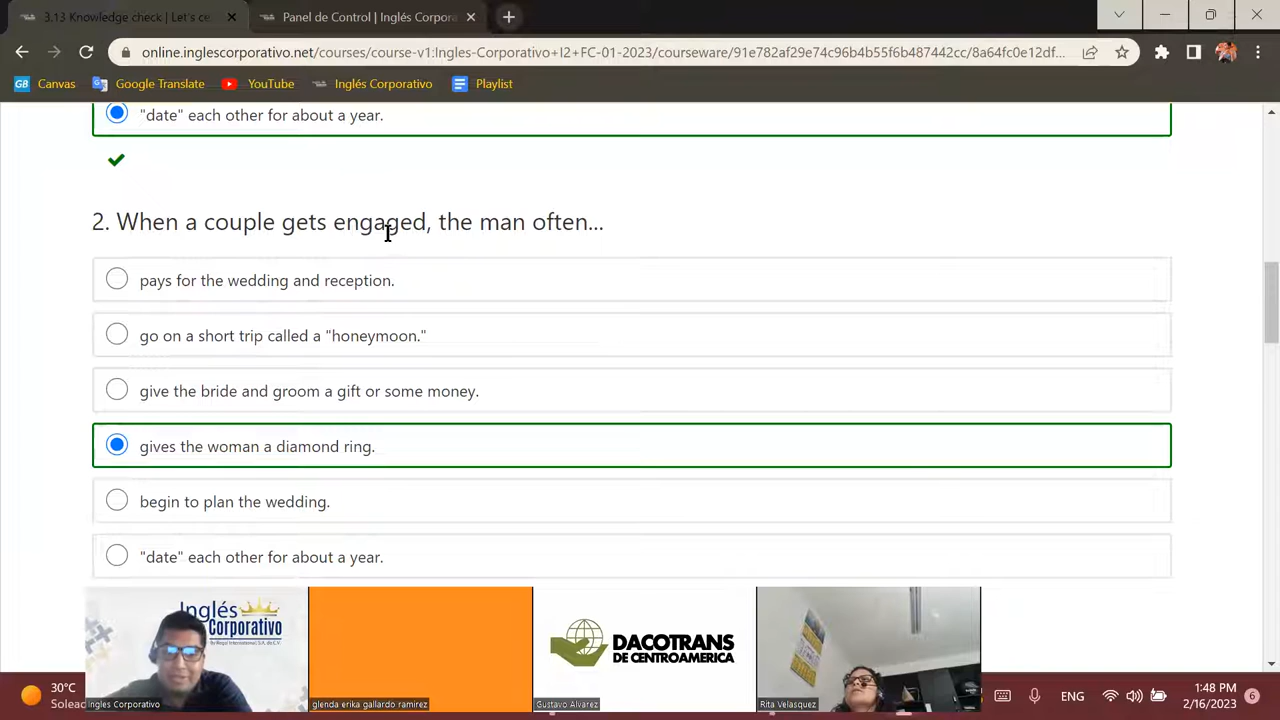 3.13 Knowledge check | Let's ce
Panel de Control | Inglés Corpora
online.inglescorporativo.net/courses/course-v1:Ingles-Corporativo+I2+FC-01-2023/courseware/91e782af29e74c96b4b55f6b487442cc/8a64fc0e12df...
GB Canvas
Google Translate
YouTube
Inglés Corporativo
Playlist
"date" each other for about a year.
2. When a couple gets engaged, the man often...
pays for the wedding and reception.
go on a short trip called a "honeymoon."
give the bride and groom a gift or some money.
gives the woman a diamond ring.
begin to plan the wedding.
"date" each other for about a year.
Inglés
Corporativo
DACOTRANS
DE CENTROAMERICA
Ingles Corporativo
glenda erika gallardo ramirez
Gustavo Alvarez
Rita Velasquez
30°C
Solead
ENG
1:48 PM
2/16/2023
6